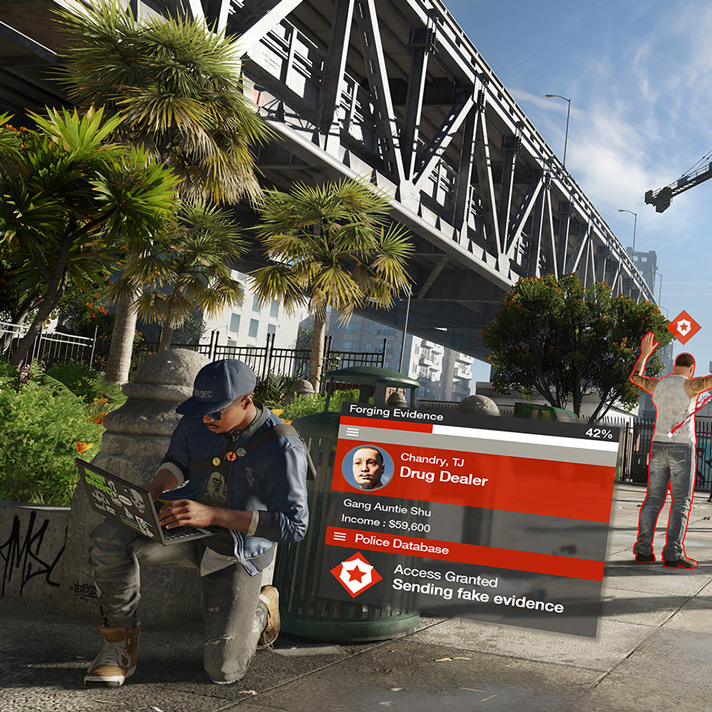 Forging Evidence
42%
Chandry, TJ
Drug Dealer
Gang Auntie Shu
Income : $59,600
Police Database
Access Granted
Sending fake evidence